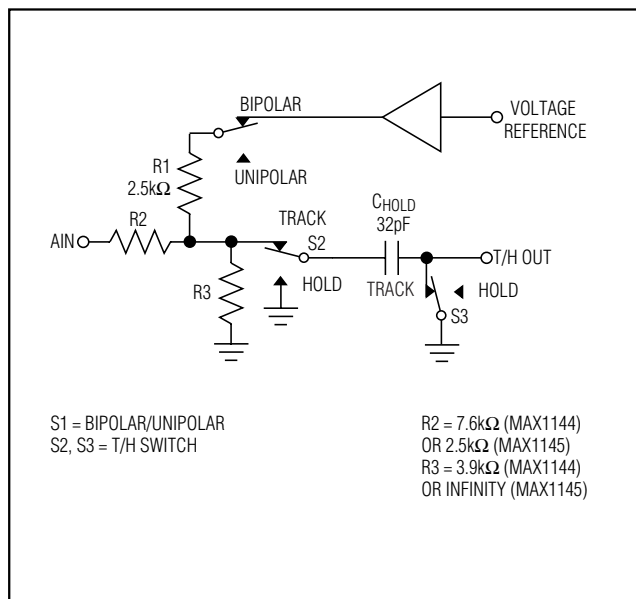 BIPOLAR
VOLTAGE
REFERENCE
R1
2.5kΩ
UNIPOLAR
CHOLD
32pF
R2
TRACK
AIN
S2
T/H OUT
R3
HOLD
TRACK
HOLD
S3
S1 = BIPOLAR/UNIPOLAR
S2, S3 = T/H SWITCH
R2 = 7.6kΩ (MAX1144)
OR 2.5kΩ (MAX1145)
R3 = 3.9kΩ (MAX1144)
OR INFINITY (MAX1145)